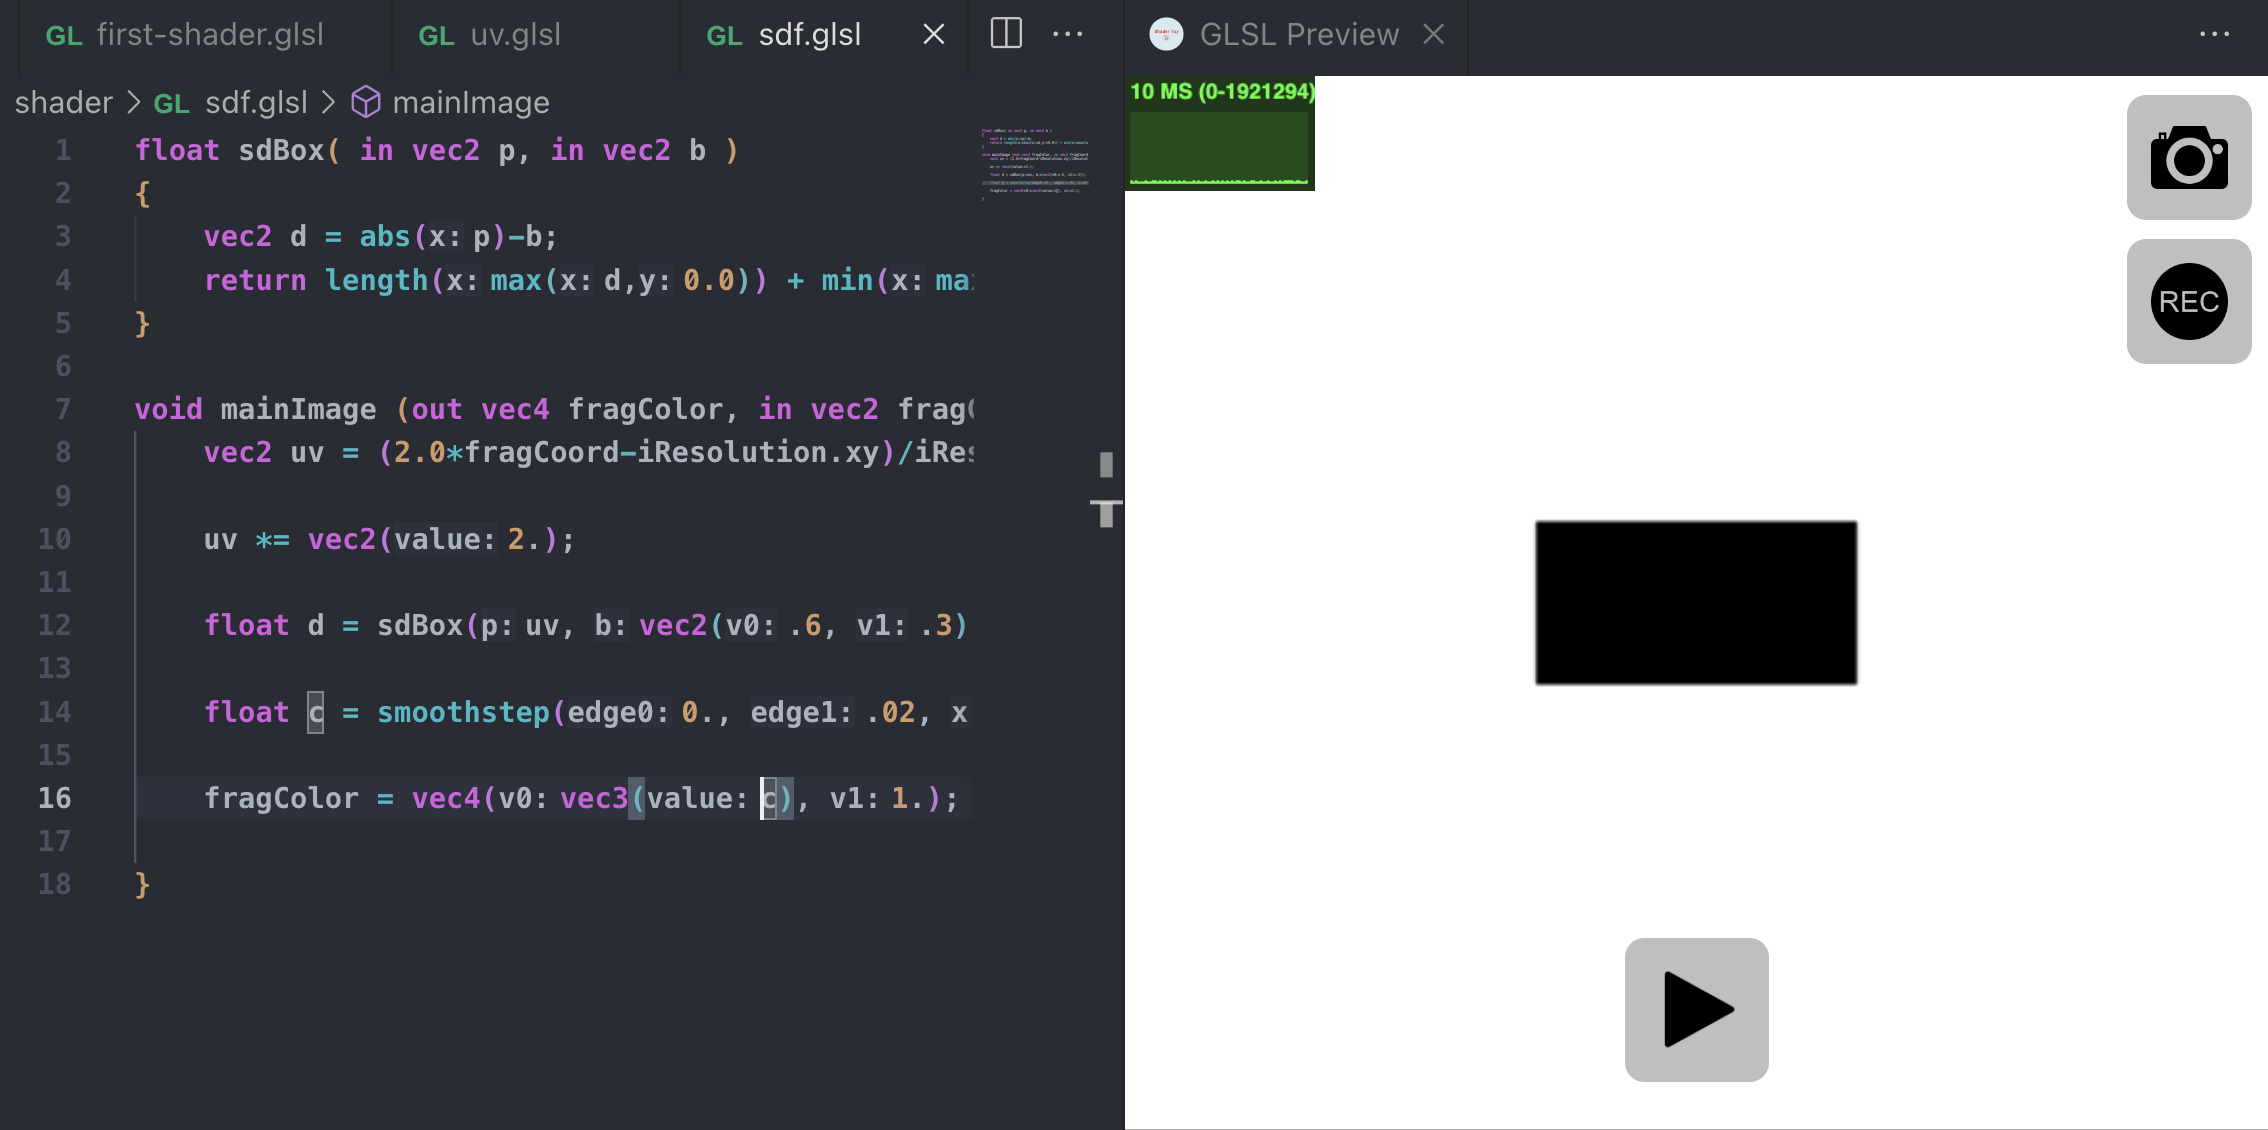 GL first-shader.glsl
GL uv.glsl
GL sdf.glsl
GLSL Preview
shader > GL sdf.glsl > mainImage
10 MS (0-1921294)
REC
1 float sdBox( in vec2 p, in vec2 b )
2 {
3 vec2 d = abs(x: p)-b;
4 return length(x: max(x: d,y: 0.0)) + min(x: ma
5 }
6
7 void mainImage (out vec4 fragColor, in vec2 frag
8 vec2 uv = (2.0*fragCoord-iResolution.xy)/iRes
9
10 uv *= vec2(value: 2.);
11
12 float d = sdBox(p: uv, b: vec2(v0: .6, v1: .3)
13
14 float c = smoothstep(edge0: 0., edge1: .02, x
15
16 fragColor = vec4(v0: vec3(value: c), v1: 1.);
17
18 }